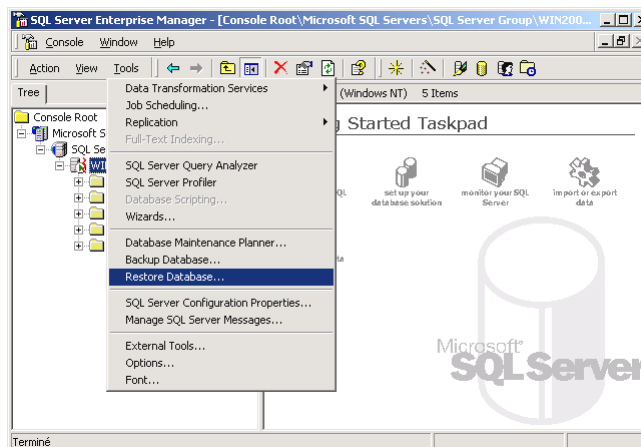 SQL Server Enterprise Manager - [Console Root\Microsoft SQL Servers\SQL Server Group\WIN200...
Console Window Help
Action View Tools
Tree
(Windows NT) 5 Items
Console Root
Microsoft S
SQL Se
WI
Data Transformation Services
Job Scheduling...
Replication
Full-Text Indexing...
SQL Server Query Analyzer
SQL Server Profiler
Database Scripting...
Wizards...
Database Maintenance Planner...
Backup Database...
Restore Database...
SQL Server Configuration Properties...
Manage SQL Server Messages...
External Tools...
Options...
Font...
Started Taskpad
QL
set up your
database solution
monitor your SQL
Server
import or export
data
ta
Microsoft®
SQL Server
Terminé